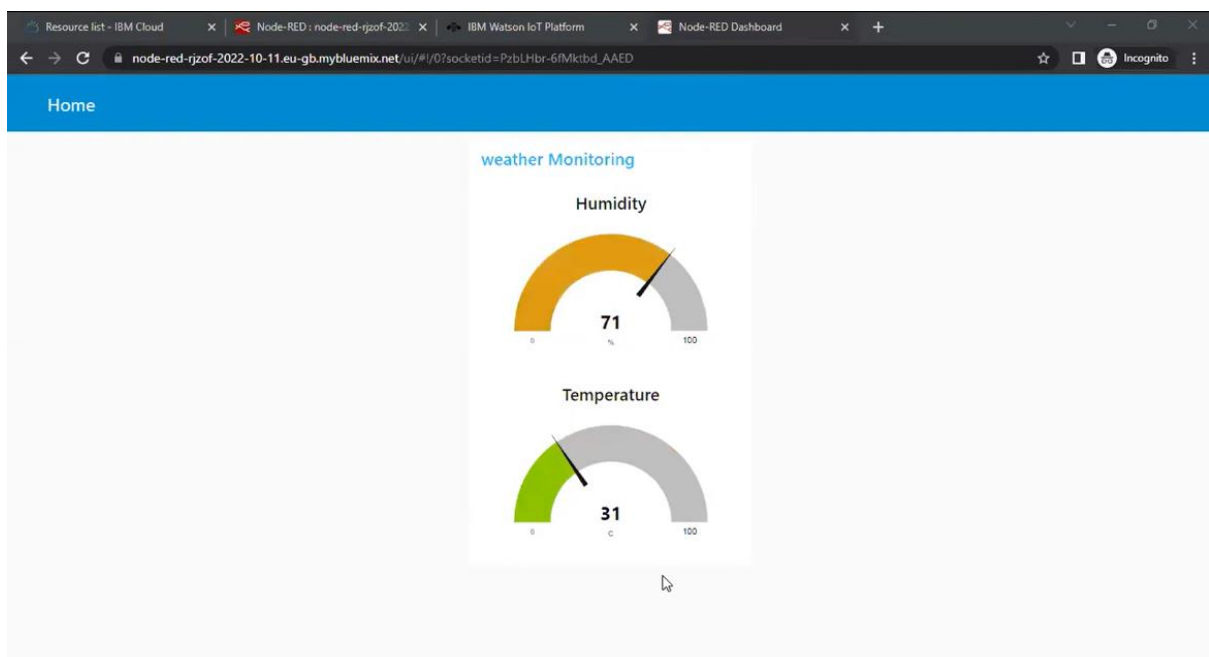 Resource list - IBM Cloud
Node-RED : node-red-rjzof-2022
IBM Watson IoT Platform
Node-RED Dashboard
node-red-rjzof-2022-10-11.eu-gb.mybluemix.net/ui/#!/0?socketid=PzbLHbr-6fMktbd_AAED
Incognito
Home
weather Monitoring
Humidity
71
0 % 100
Temperature
31
0 C 100